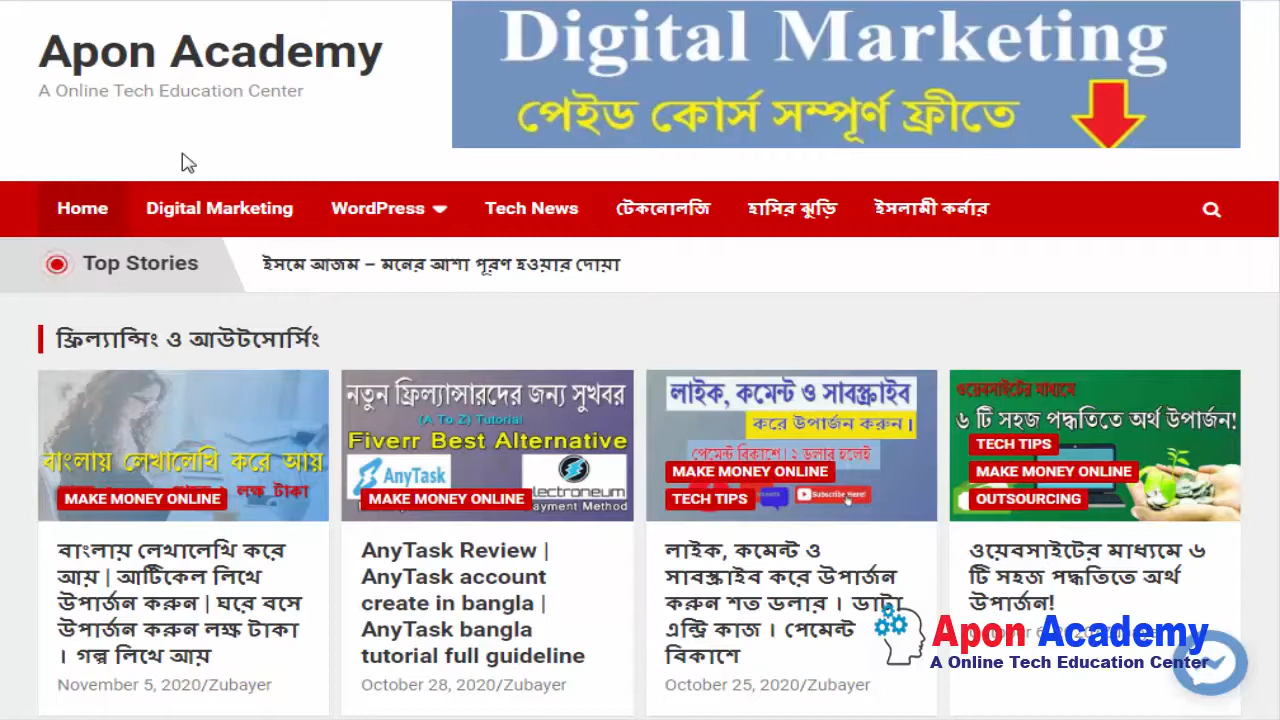 Apon Academy
A Online Tech Education Center
Digital Marketing
পেইড কোর্স সম্পূর্ণ ফ্রীতে
Home Digital Marketing WordPress Tech News টেকনোলজি হাসির ঝুড়ি ইসলামী কর্নার
Top Stories ইসমে আজম – মনের আশা পূরণ হওয়ার দোয়া
ফ্রিল্যান্সিং ও আউটসোর্সিং
বাংলায় লেখালেখি করে আয়
লক্ষ টাকা
MAKE MONEY ONLINE
বাংলায় লেখালেখি করে
আয় | আর্টিকেল লিখে
উপার্জন করুন | ঘরে বসে
উপার্জন করুন লক্ষ টাকা
। গল্প লিখে আয়
November 5, 2020/Zubayer
নতুন ফ্রিল্যান্সারদের জন্য সুখবর
(A To Z) Tutorial
Fiverr Best Alternative
AnyTask
MAKE MONEY ONLINE
ayment Method
AnyTask Review |
AnyTask account
create in bangla |
AnyTask bangla
tutorial full guideline
October 28, 2020/Zubayer
লাইক, কমেন্ট ও সাবস্ক্রাইব
করে উপার্জন করুন।
পেমেন্ট বিকাশে। ১ ডলার হলেই
MAKE MONEY ONLINE
TECH TIPS
Subscribe Here!
লাইক, কমেন্ট ও
সাবস্ক্রাইব করে উপার্জন
করুন শত ডলার । ডাটা
এন্ট্রি কাজ । পেমেন্ট
বিকাশে
October 25, 2020/Zubayer
ওয়েবসাইটের মাধ্যমে
৬ টি সহজ পদ্ধতিতে অর্থ উপার্জন!
TECH TIPS
MAKE MONEY ONLINE
OUTSOURCING
ওয়েবসাইটের মাধ্যমে ৬
টি সহজ পদ্ধতিতে অর্থ
উপার্জন!
Apon Academy
A Online Tech Education Center